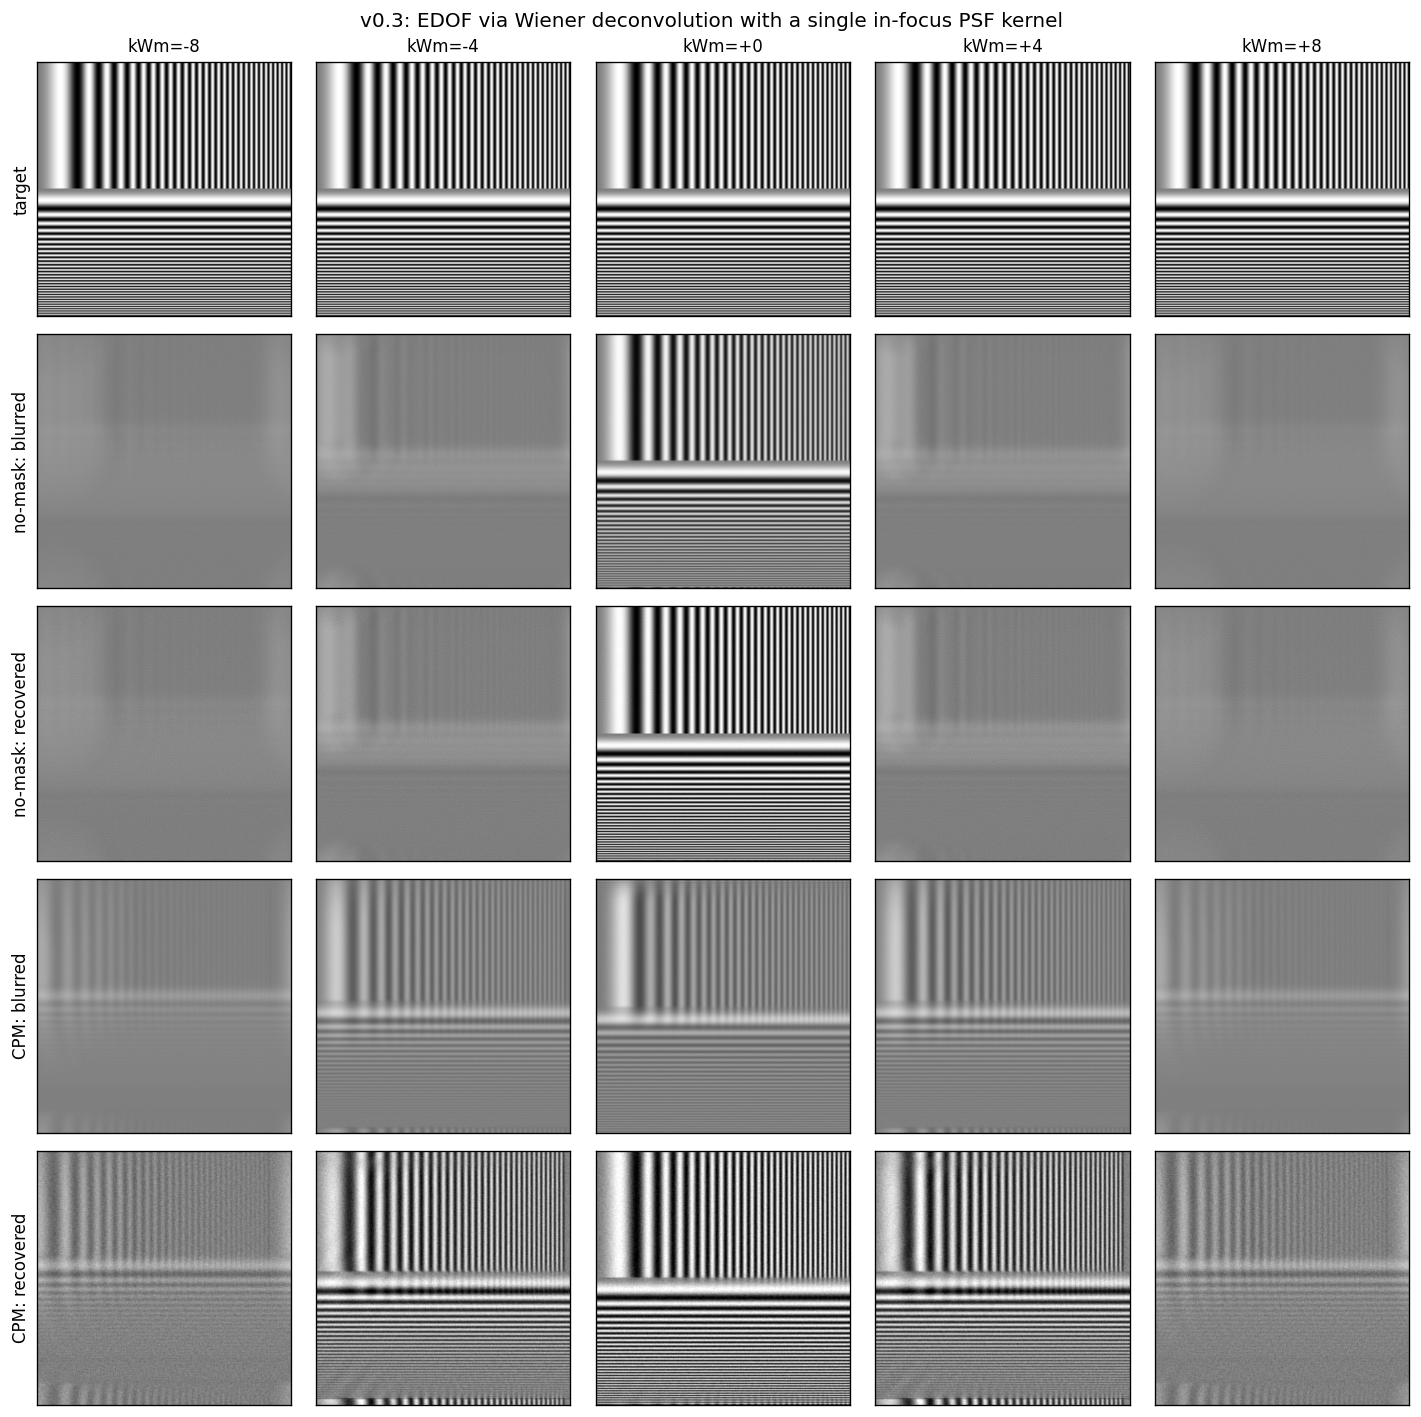 v0.3: EDOF via Wiener deconvolution with a single in-focus PSF kernel
kWm=-8
kWm=-4
kWm=+0
kWm=+4
kWm=+8
target
no-mask: blurred
no-mask: recovered
CPM: blurred
CPM: recovered